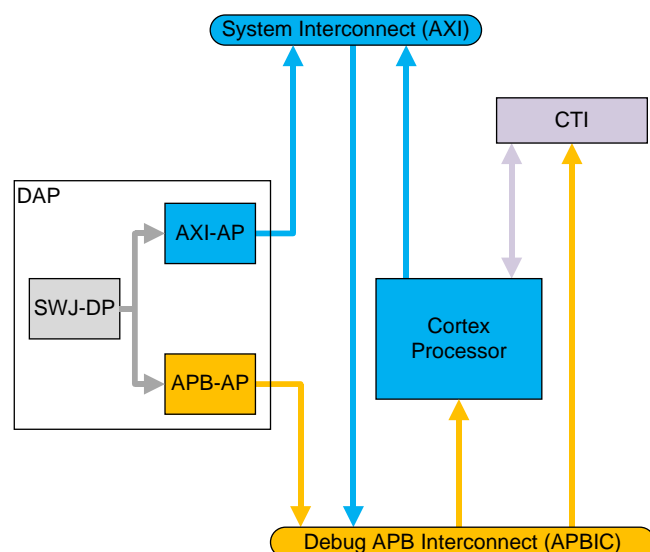 System Interconnect (AXI)
CTI
DAP
AXI-AP
SWJ-DP
Cortex
Processor
APB-AP
Debug APB Interconnect (APBIC)